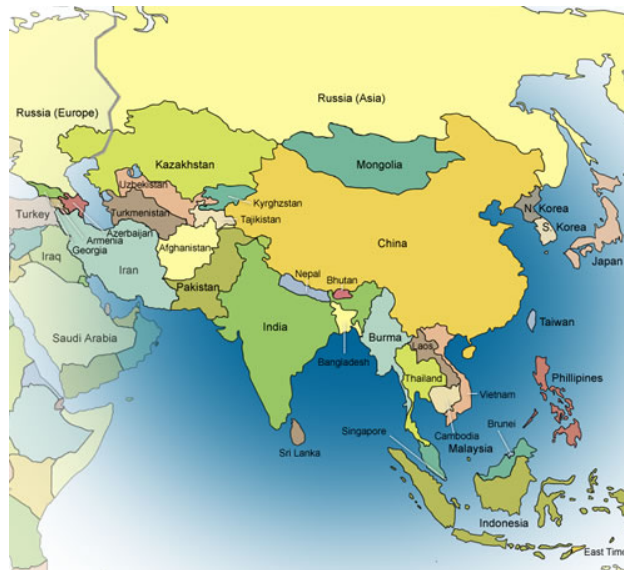 Russia (Asia)
Russia (Europe)
Kazakhstan
Mongolia
Uzbekistan
Kyrghzstan
Turkey
Turkmenistan
Tajikistan
N. Korea
Azerbaijan
S. Korea
Armenia
Georgia
Afghanistan
China
Iraq
Iran
Japan
Nepal
Bhutan
Pakistan
Taiwan
India
Saudi Arabia
Burma
Laos
Bangladesh
Thailand
Phillipines
Vietnam
Brunei
Cambodia
Singapore
Malaysia
Sri Lanka
Indonesia
East Timo